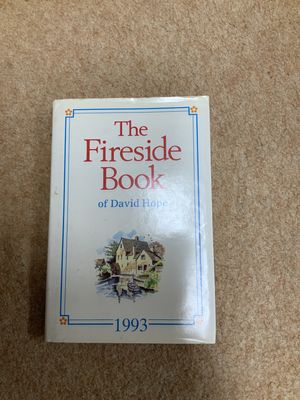 The
Fireside
Book
of David Hope
1993